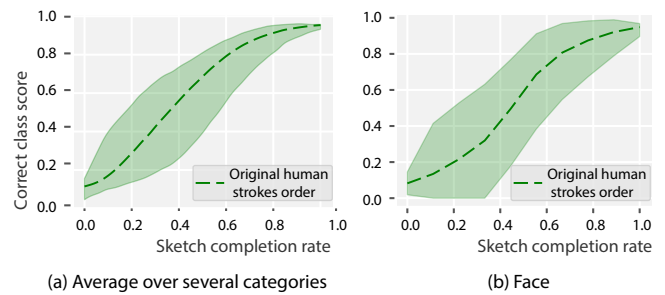 1.0
0.8
0.6
0.4
0.2
0.0
Correct class score
0.0 0.2 0.4 0.6 0.8 1.0
Sketch completion rate
Original human
strokes order
(a) Average over several categories
1.0
0.8
0.6
0.4
0.2
0.0
0.0 0.2 0.4 0.6 0.8 1.0
Sketch completion rate
Original human
strokes order
(b) Face